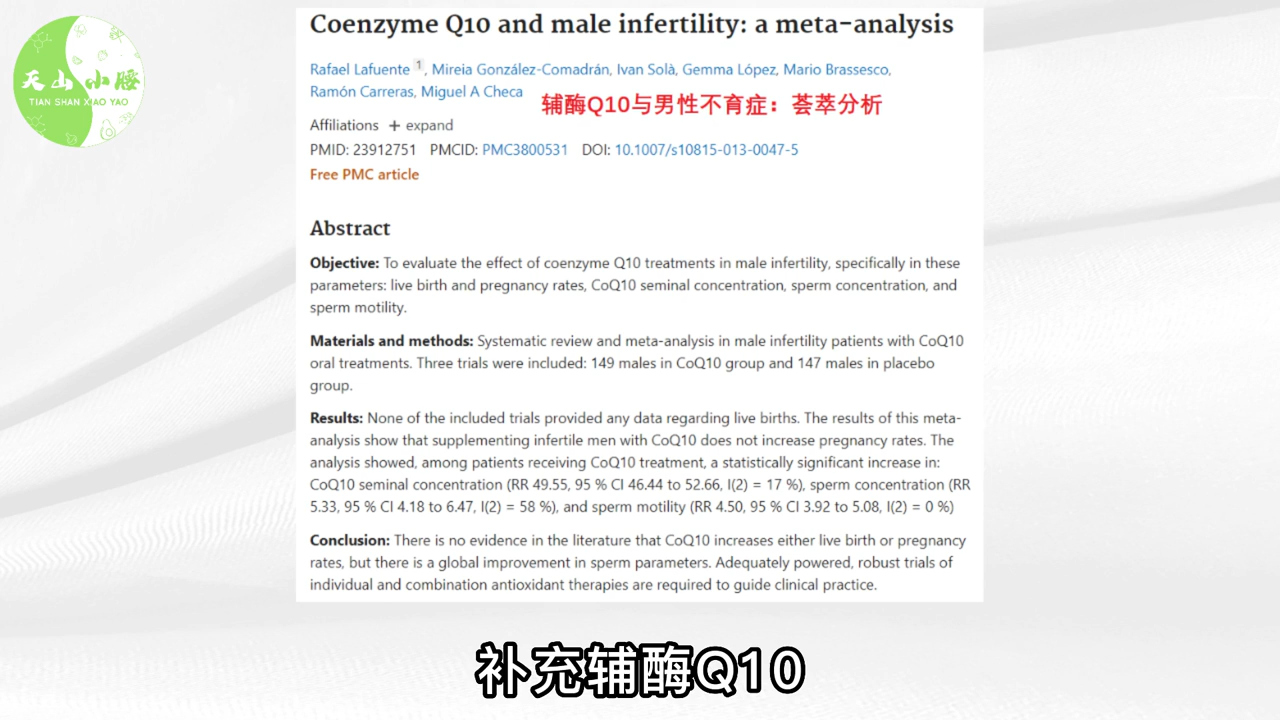 天山小腰
TIAN SHAN XIAO YAO
Coenzyme Q10 and male infertility: a meta-analysis
Rafael Lafuente 1, Mireia González-Comadrán, Ivan Solà, Gemma López, Mario Brassesco,
Ramón Carreras, Miguel A Checa
辅酶Q10与男性不育症：荟萃分析
Affiliations + expand
PMID: 23912751 PMCID: PMC3800531 DOI: 10.1007/s10815-013-0047-5
Free PMC article
Abstract
Objective: To evaluate the effect of coenzyme Q10 treatments in male infertility, specifically in these
parameters: live birth and pregnancy rates, CoQ10 seminal concentration, sperm concentration, and
sperm motility.
Materials and methods: Systematic review and meta-analysis in male infertility patients with CoQ10
oral treatments. Three trials were included: 149 males in CoQ10 group and 147 males in placebo
group.
Results: None of the included trials provided any data regarding live births. The results of this meta-
analysis show that supplementing infertile men with CoQ10 does not increase pregnancy rates. The
analysis showed, among patients receiving CoQ10 treatment, a statistically significant increase in:
CoQ10 seminal concentration (RR 49.55, 95 % CI 46.44 to 52.66, I(2) = 17 %), sperm concentration (RR
5.33, 95 % CI 4.18 to 6.47, I(2) = 58 %), and sperm motility (RR 4.50, 95 % CI 3.92 to 5.08, I(2) = 0 %)
Conclusion: There is no evidence in the literature that CoQ10 increases either live birth or pregnancy
rates, but there is a global improvement in sperm parameters. Adequately powered, robust trials of
individual and combination antioxidant therapies are required to guide clinical practice.
补充辅酶Q10